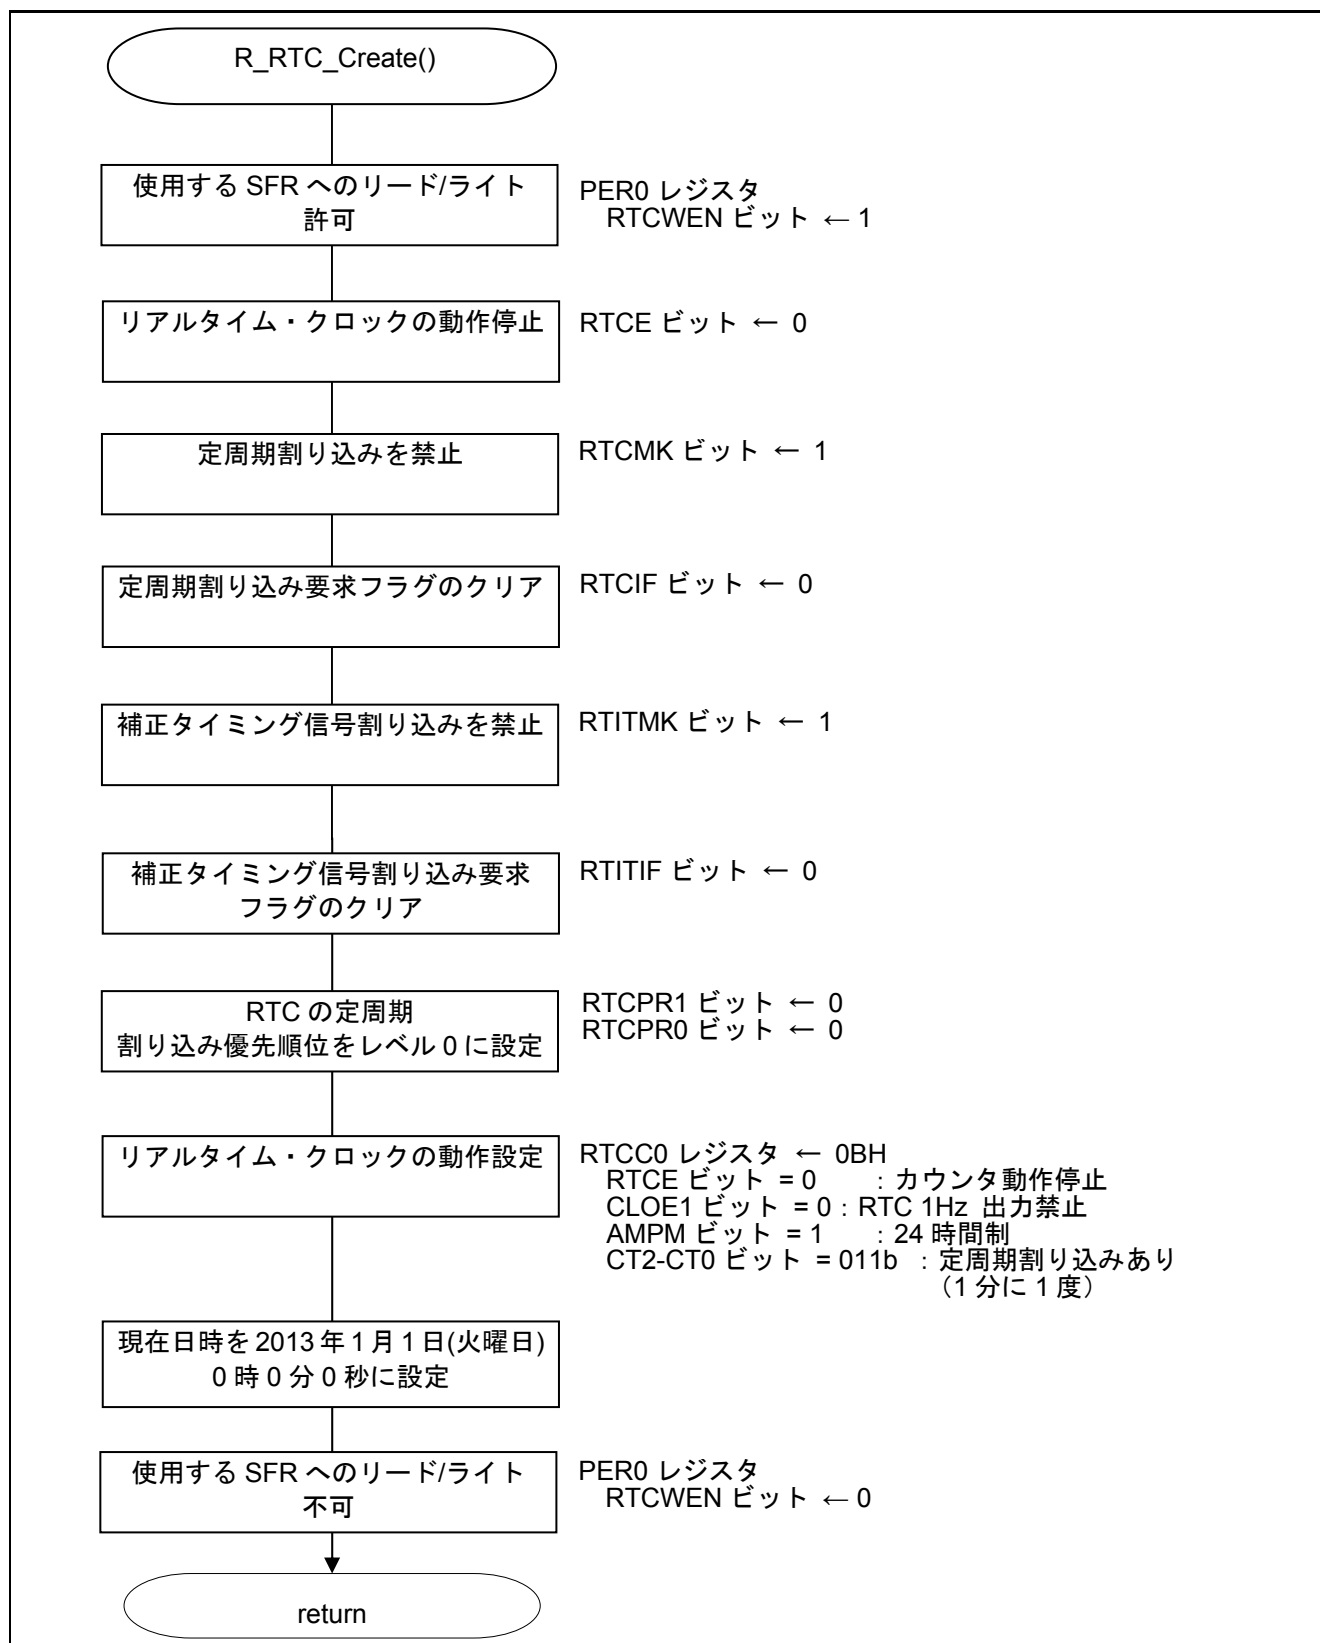 R_RTC_Create()
使用する SFR へのリード/ライト
許可
PER0 レジスタ
RTCWEN ビット ← 1
リアルタイム・クロックの動作停止
RTCE ビット ← 0
定周期割り込みを禁止
RTCMK ビット ← 1
定周期割り込み要求フラグのクリア
RTCIF ビット ← 0
補正タイミング信号割り込みを禁止
RTITMK ビット ← 1
補正タイミング信号割り込み要求
フラグのクリア
RTITIF ビット ← 0
RTC の定周期
割り込み優先順位をレベル 0 に設定
RTCPR1 ビット ← 0
RTCPR0 ビット ← 0
リアルタイム・クロックの動作設定
RTCC0 レジスタ ← 0BH
RTCE ビット = 0 : カウンタ動作停止
CLOE1 ビット = 0 : RTC 1Hz 出力禁止
AMPM ビット = 1 : 24 時間制
CT2-CT0 ビット = 011b : 定周期割り込みあり
(1 分に 1 度)
現在日時を 2013 年 1 月 1 日(火曜日)
0 時 0 分 0 秒に設定
使用する SFR へのリード/ライト
不可
PER0 レジスタ
RTCWEN ビット ← 0
return